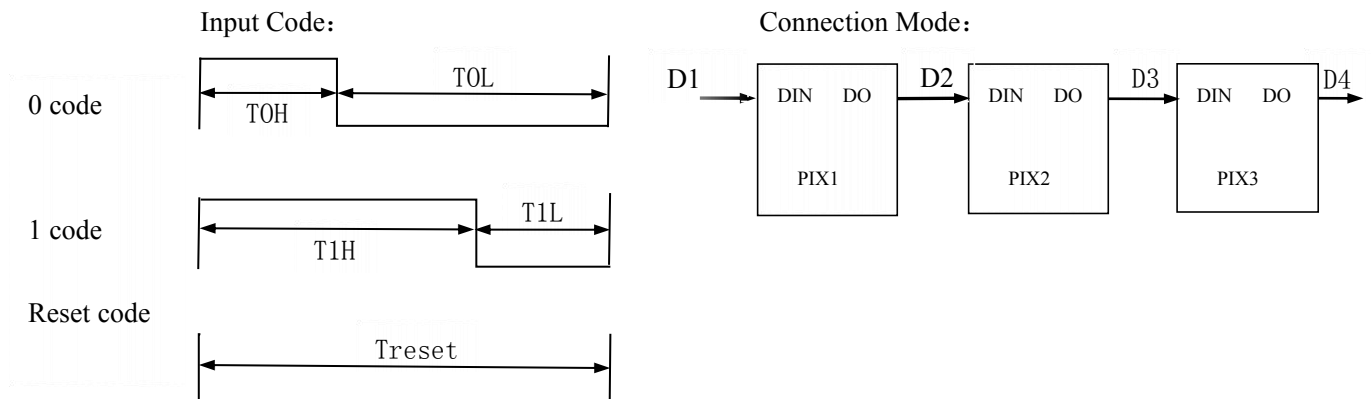 Input Code：
Connection Mode：
0 code
T0H
T0L
1 code
T1H
T1L
Reset code
Treset
D1
DIN DO
PIX1
D2
DIN DO
PIX2
D3
DIN DO
PIX3
D4